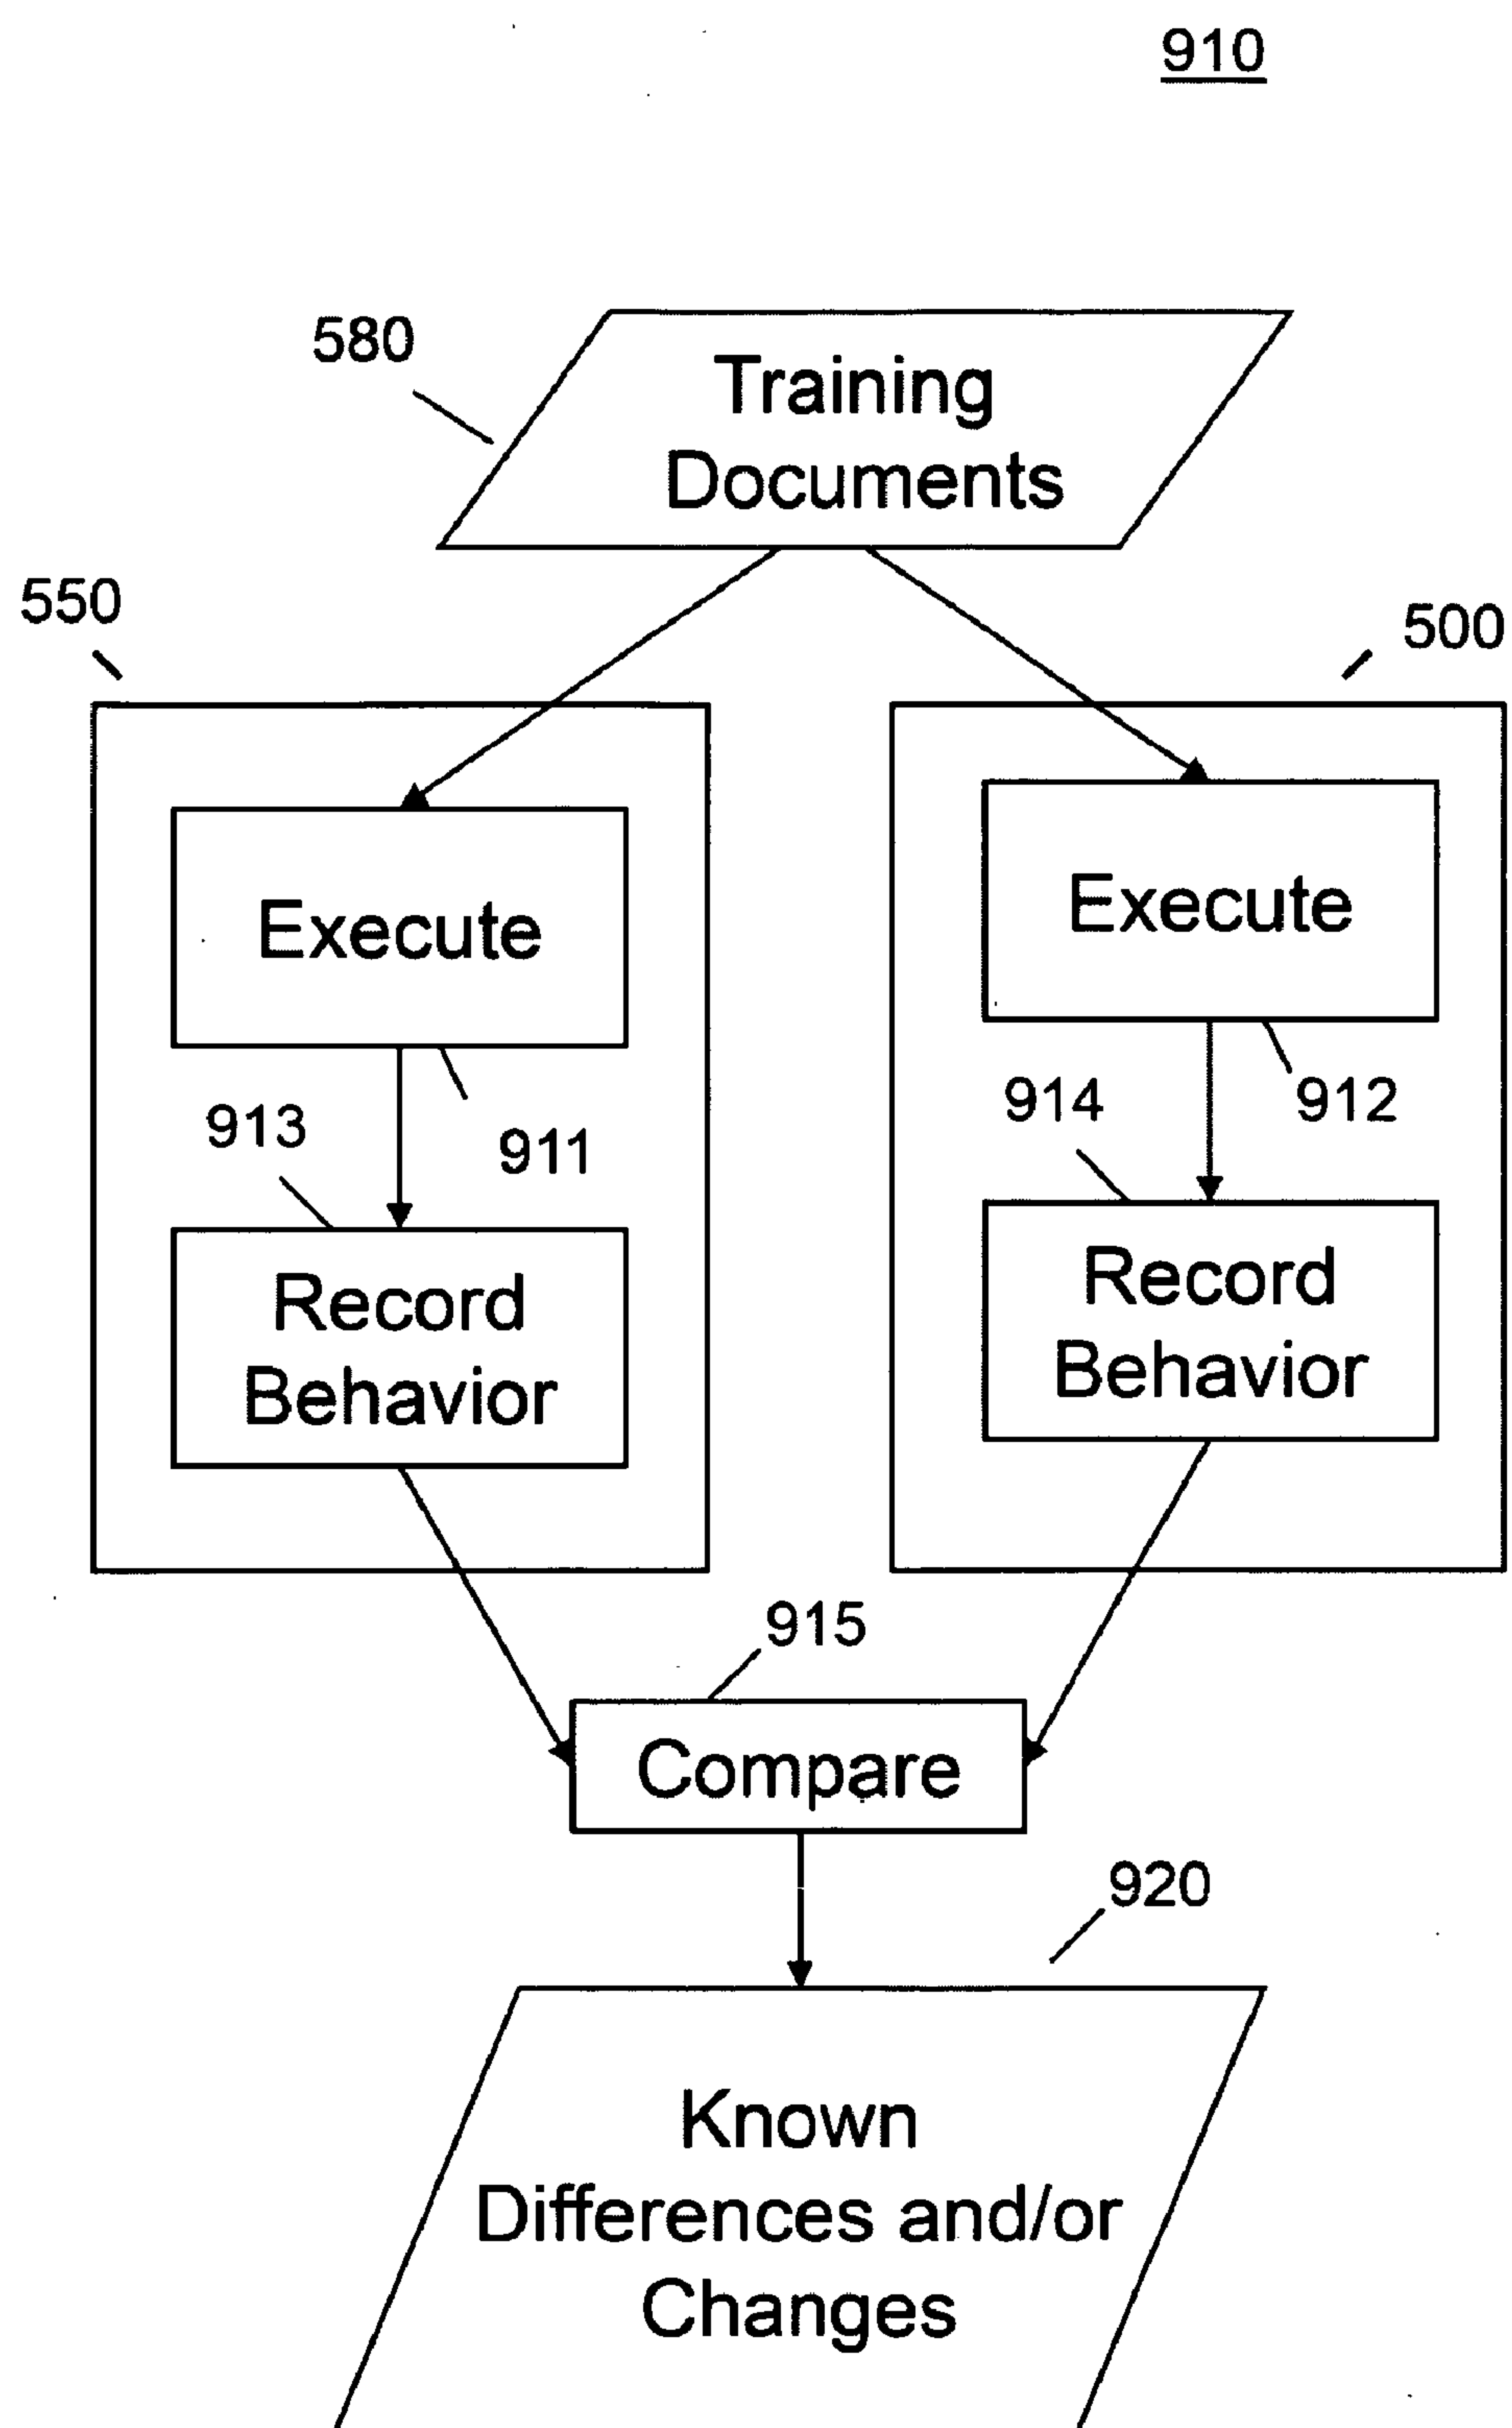 910
580
Training
Documents
550
500
Execute
Execute
913
911
914
912
Record
Behavior
Record
Behavior
915
Compare
920
Known
Differences and/or
Changes